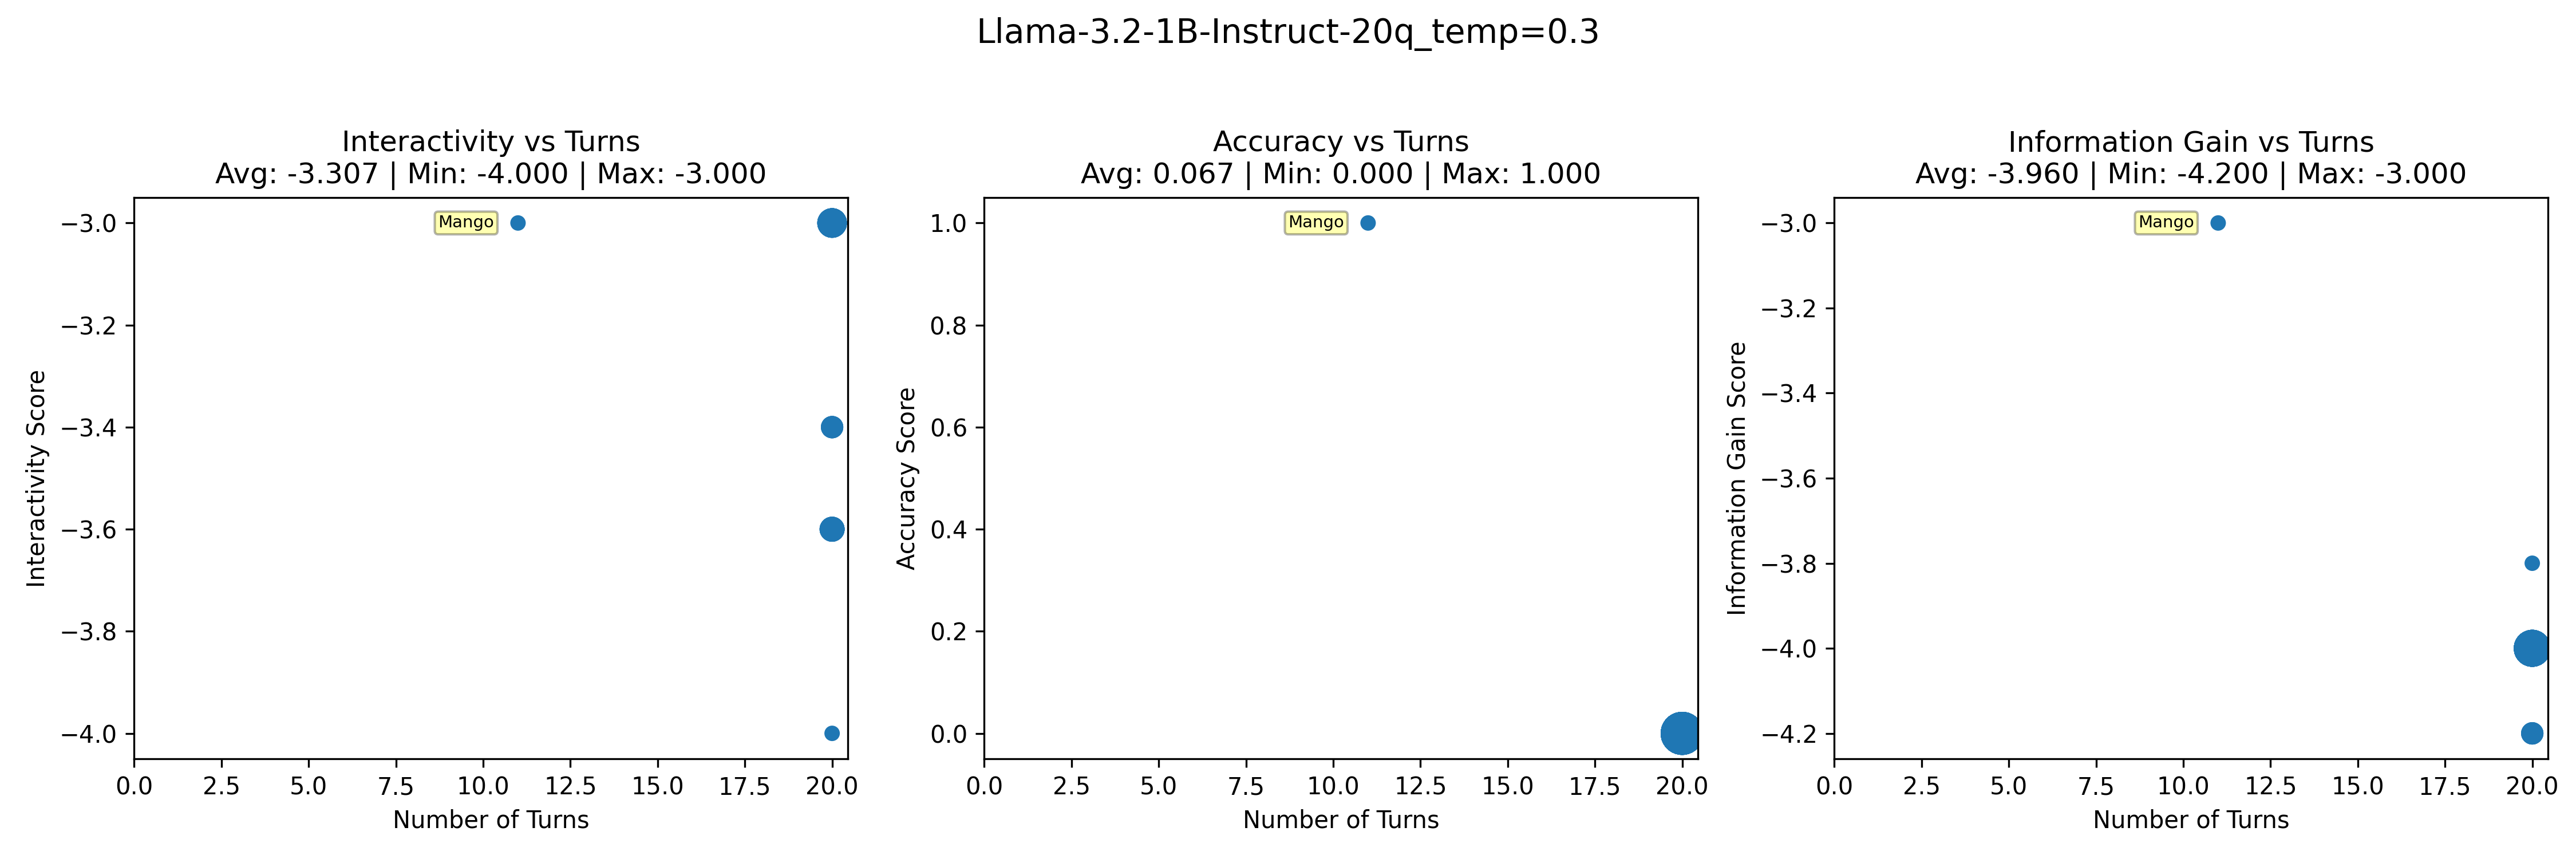 Llama-3.2-1B-Instruct-20q_temp=0.3
Interactivity vs Turns
Avg: -3.307 | Min: -4.000 | Max: -3.000
Interactivity Score
−3.0
−3.2
−3.4
−3.6
−3.8
−4.0
Mango
0.0 2.5 5.0 7.5 10.0 12.5 15.0 17.5 20.0
Number of Turns
Accuracy vs Turns
Avg: 0.067 | Min: 0.000 | Max: 1.000
Accuracy Score
1.0
0.8
0.6
0.4
0.2
0.0
Mango
0.0 2.5 5.0 7.5 10.0 12.5 15.0 17.5 20.0
Number of Turns
Information Gain vs Turns
Avg: -3.960 | Min: -4.200 | Max: -3.000
Information Gain Score
−3.0
−3.2
−3.4
−3.6
−3.8
−4.0
−4.2
Mango
0.0 2.5 5.0 7.5 10.0 12.5 15.0 17.5 20.0
Number of Turns